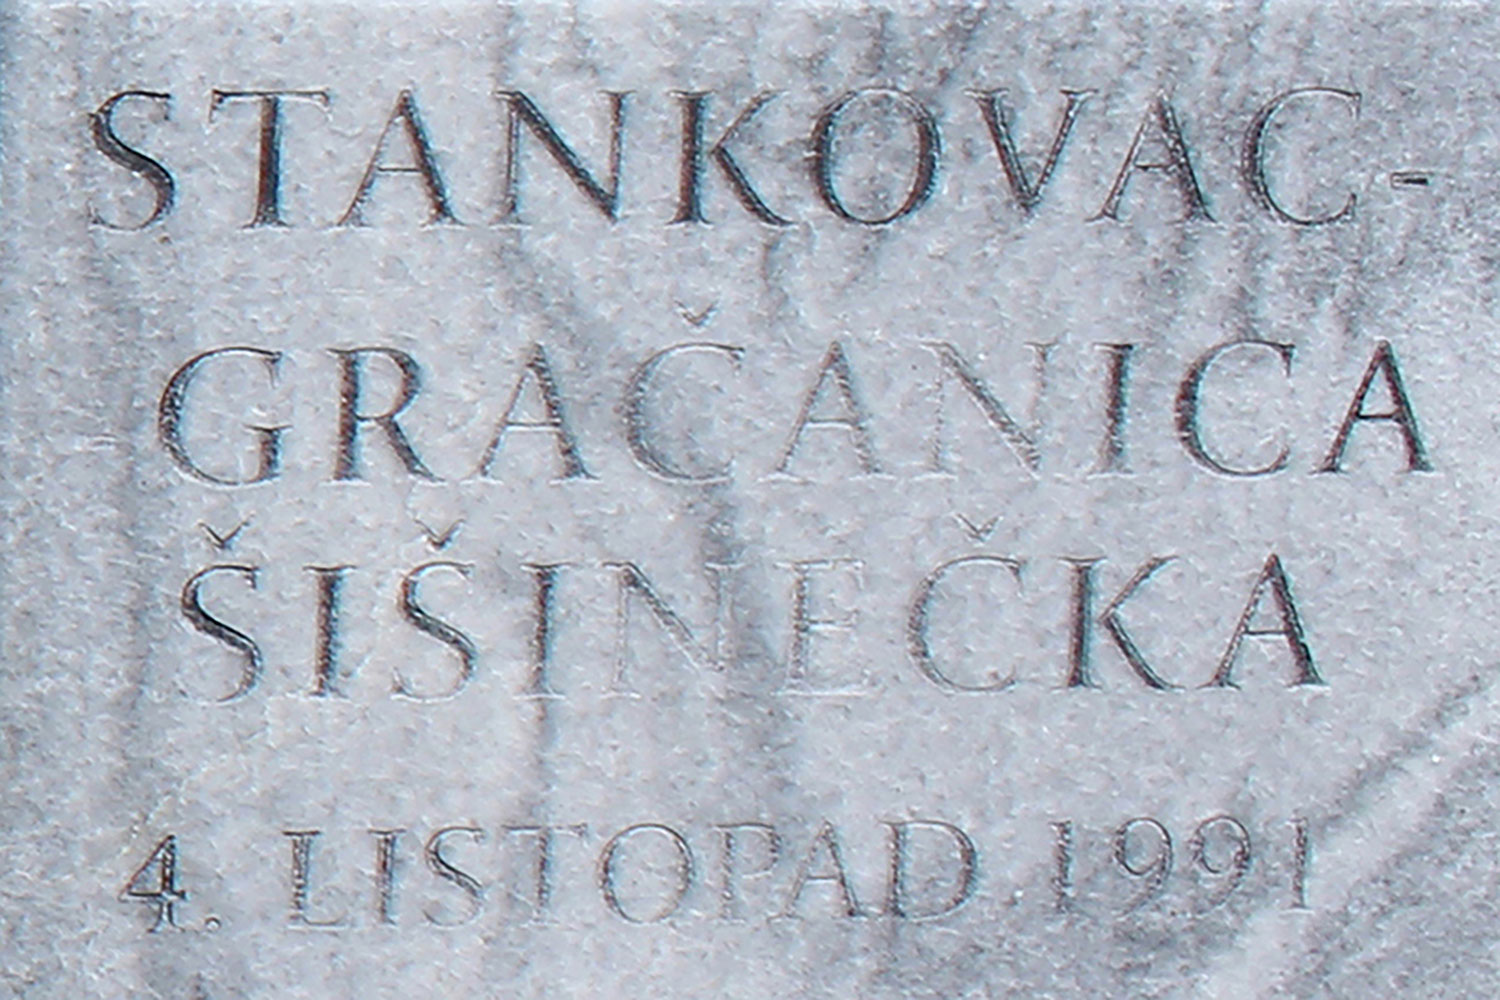 STANKOVAC-
GRAČANICA
ŠIŠINEČKA
4. LISTOPAD 1991